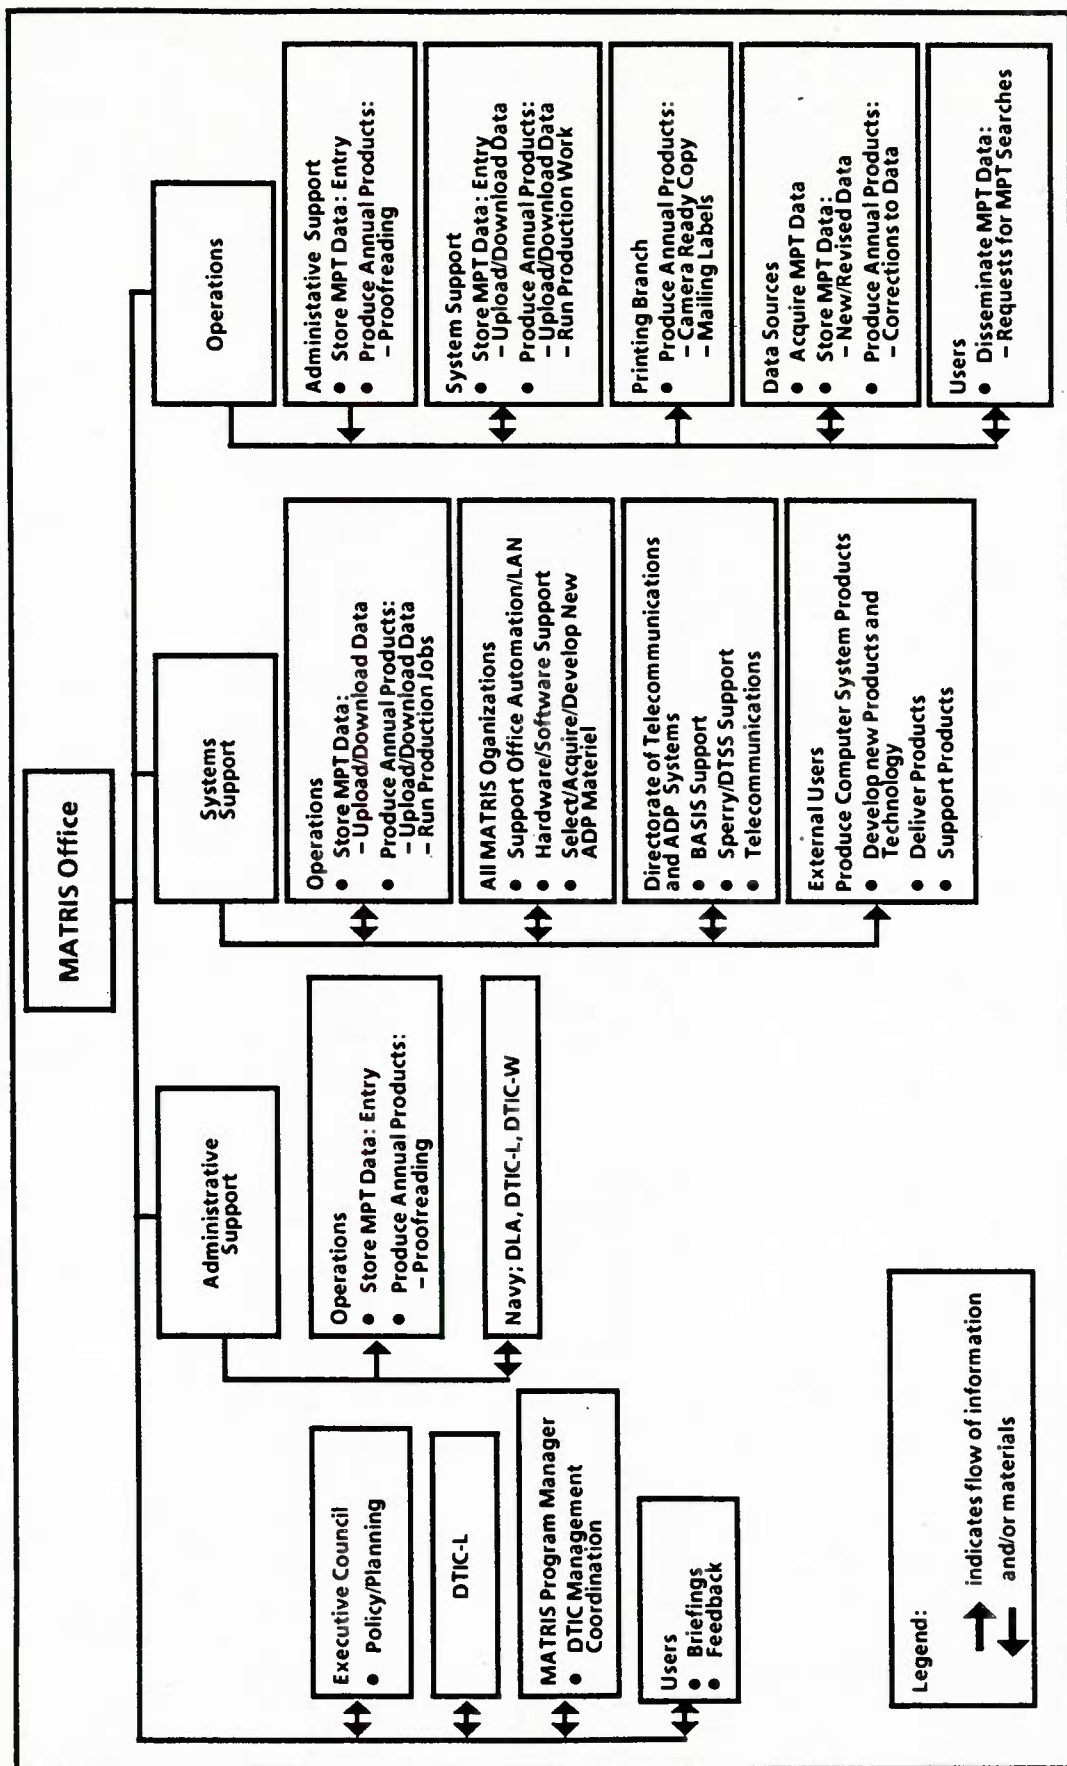 MATRIS Office
Executive Council
● Policy/Planning
DTIC-L
MATRIS Program Manager
● DTIC Management
Coordination
Users
● Briefings
● Feedback
Administrative
Support
Operations
● Store MPT Data: Entry
● Produce Annual Products:
– Proofreading
Navy; DLA, DTIC-L, DTIC-W
Systems
Support
Operations
● Store MPT Data:
– Upload/Download Data
● Produce Annual Products:
– Upload/Download Data
– Run Production Jobs
All MATRIS Oganizations
● Support Office Automation/LAN
● Hardware/Software Support
● Select/Acquire/Develop New
ADP Materiel
Directorate of Telecommunications
and ADP Systems
● BASIS Support
● Sperry/DTSS Support
● Telecommunications
External Users
Produce Computer System Products
● Develop new Products and
Technology
● Deliver Products
● Support Products
Operations
Administative Support
● Store MPT Data: Entry
● Produce Annual Products:
– Proofreading
System Support
● Store MPT Data: Entry
– Upload/Download Data
● Produce Annual Products:
– Upload/Download Data
– Run Production Work
Printing Branch
● Produce Annual Products:
– Camera Ready Copy
– Mailing Labels
Data Sources
● Acquire MPT Data
● Store MPT Data:
– New/Revised Data
● Produce Annual Products:
– Corrections to Data
Users
● Disseminate MPT Data:
– Requests for MPT Searches
Legend:
indicates flow of information
and/or materials